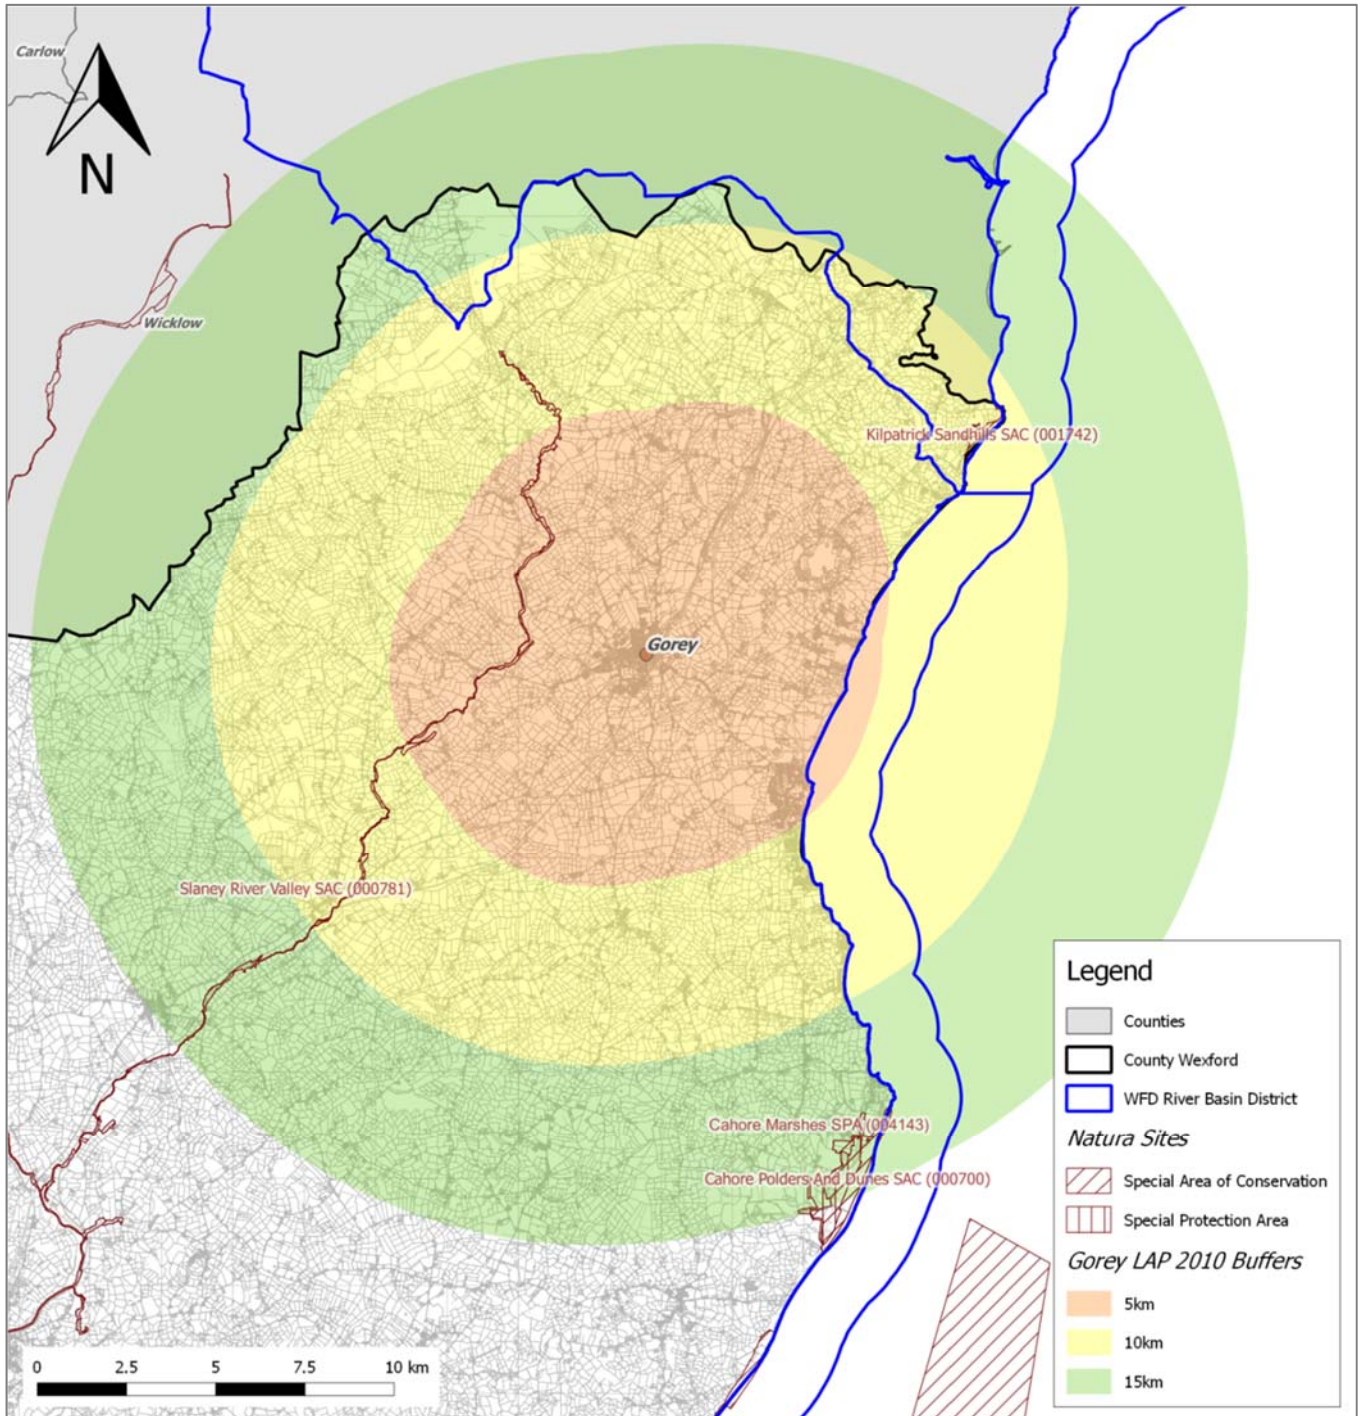 Carlow
N
Wicklow
Kilpatrick Sandhills SAC (001742)
Gorey
Slaney River Valley SAC (000781)
Legend
Counties
County Wexford
WFD River Basin District
Natura Sites
Cahore Marshes SPA (004143)
Cahore Polders And Dunes SAC (000700)
Special Area of Conservation
Special Protection Area
Gorey LAP 2010 Buffers
5km
10km
15km
0 2.5 5 7.5 10 km